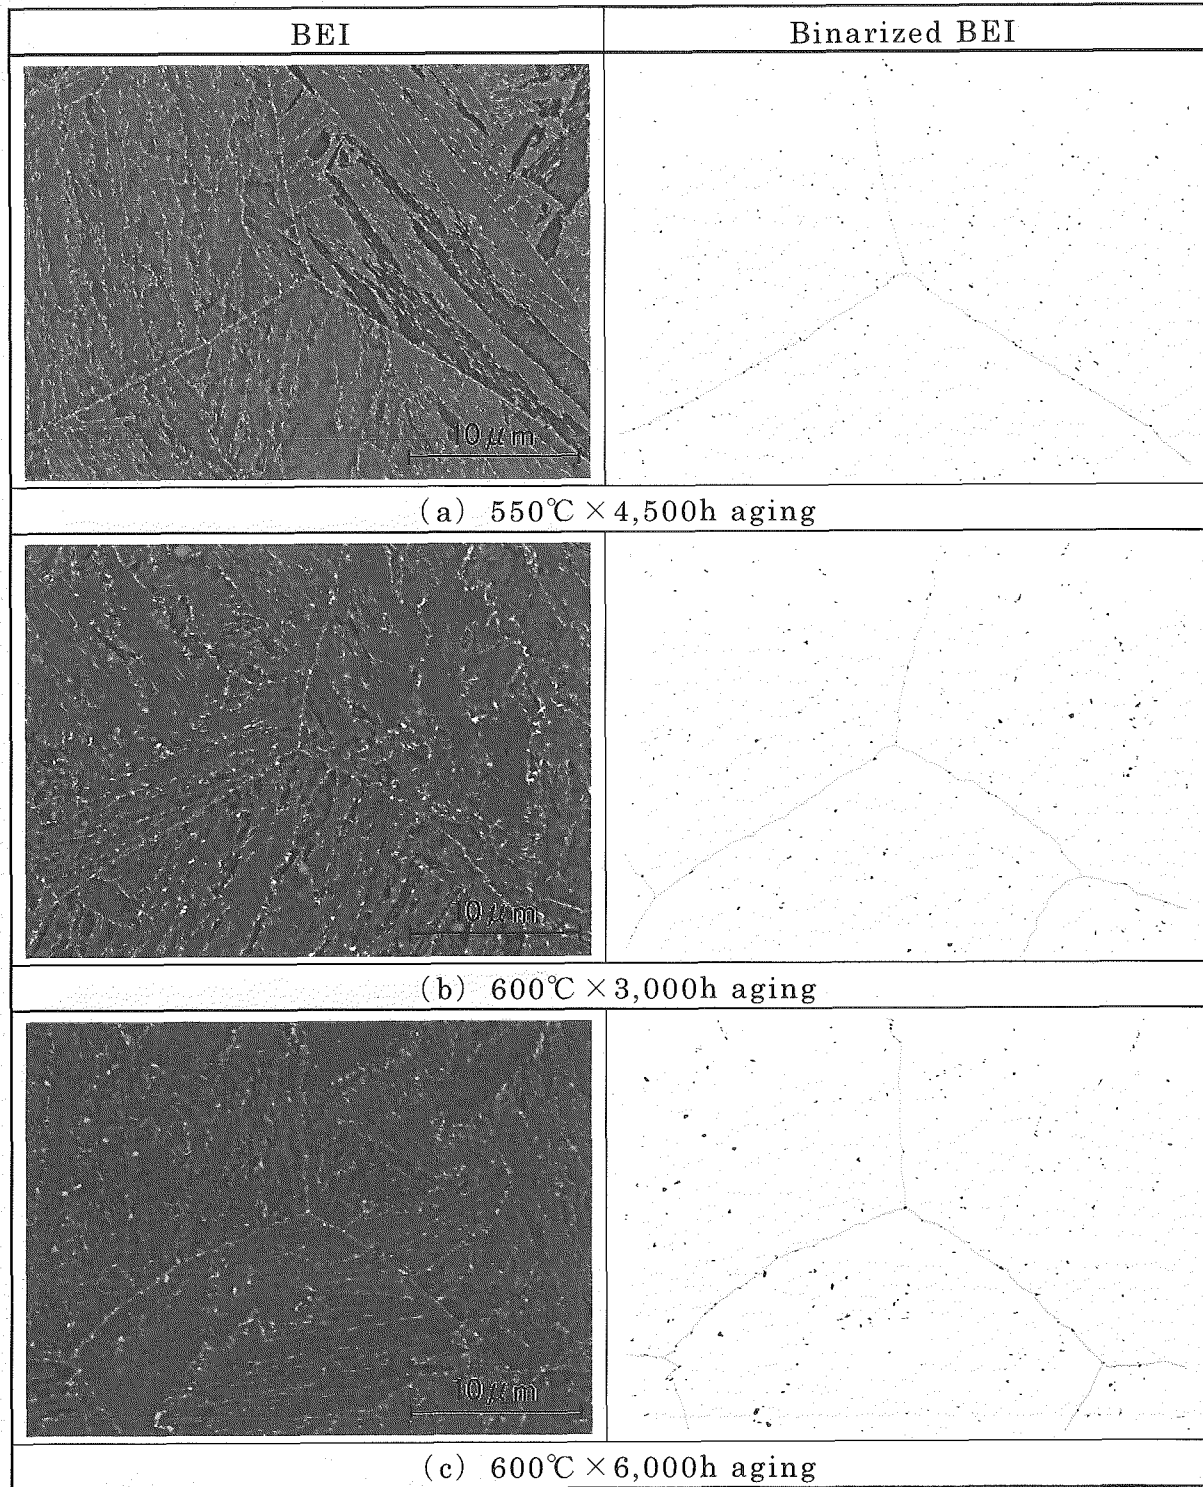 BEI
Binarized BEI
10μm
(a) 550℃×4,500h aging
10μm
(b) 600℃×3,000h aging
10μm
(c) 600℃×6,000h aging